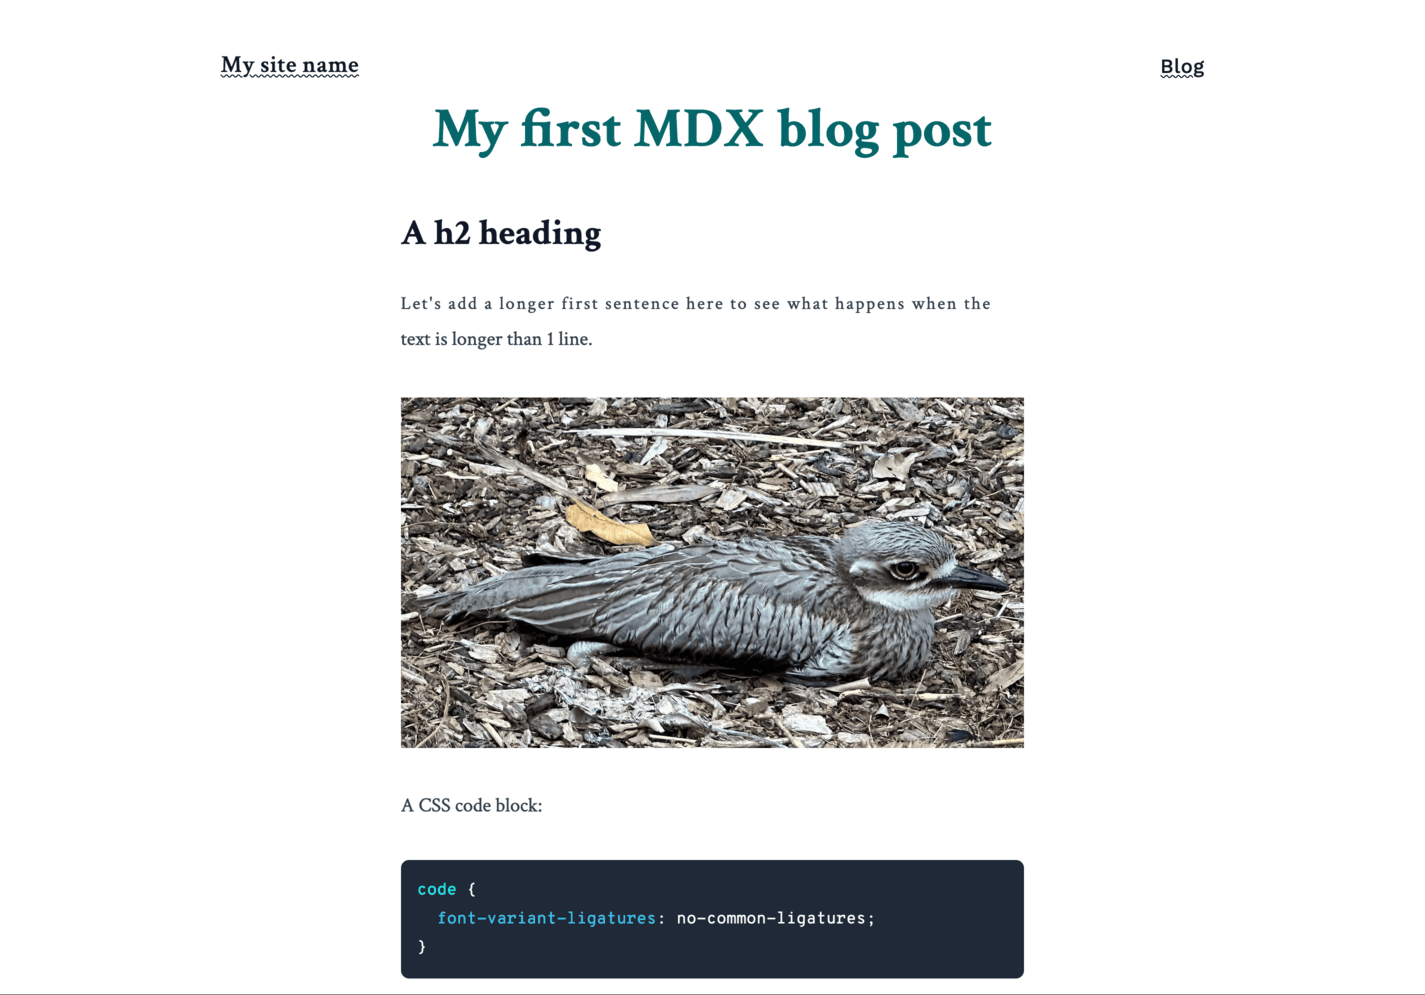 My site name
Blog
My first MDX blog post
A h2 heading
Let's add a longer first sentence here to see what happens when the
text is longer than 1 line.
A CSS code block:
code {
  font-variant-ligatures: no-common-ligatures;
}